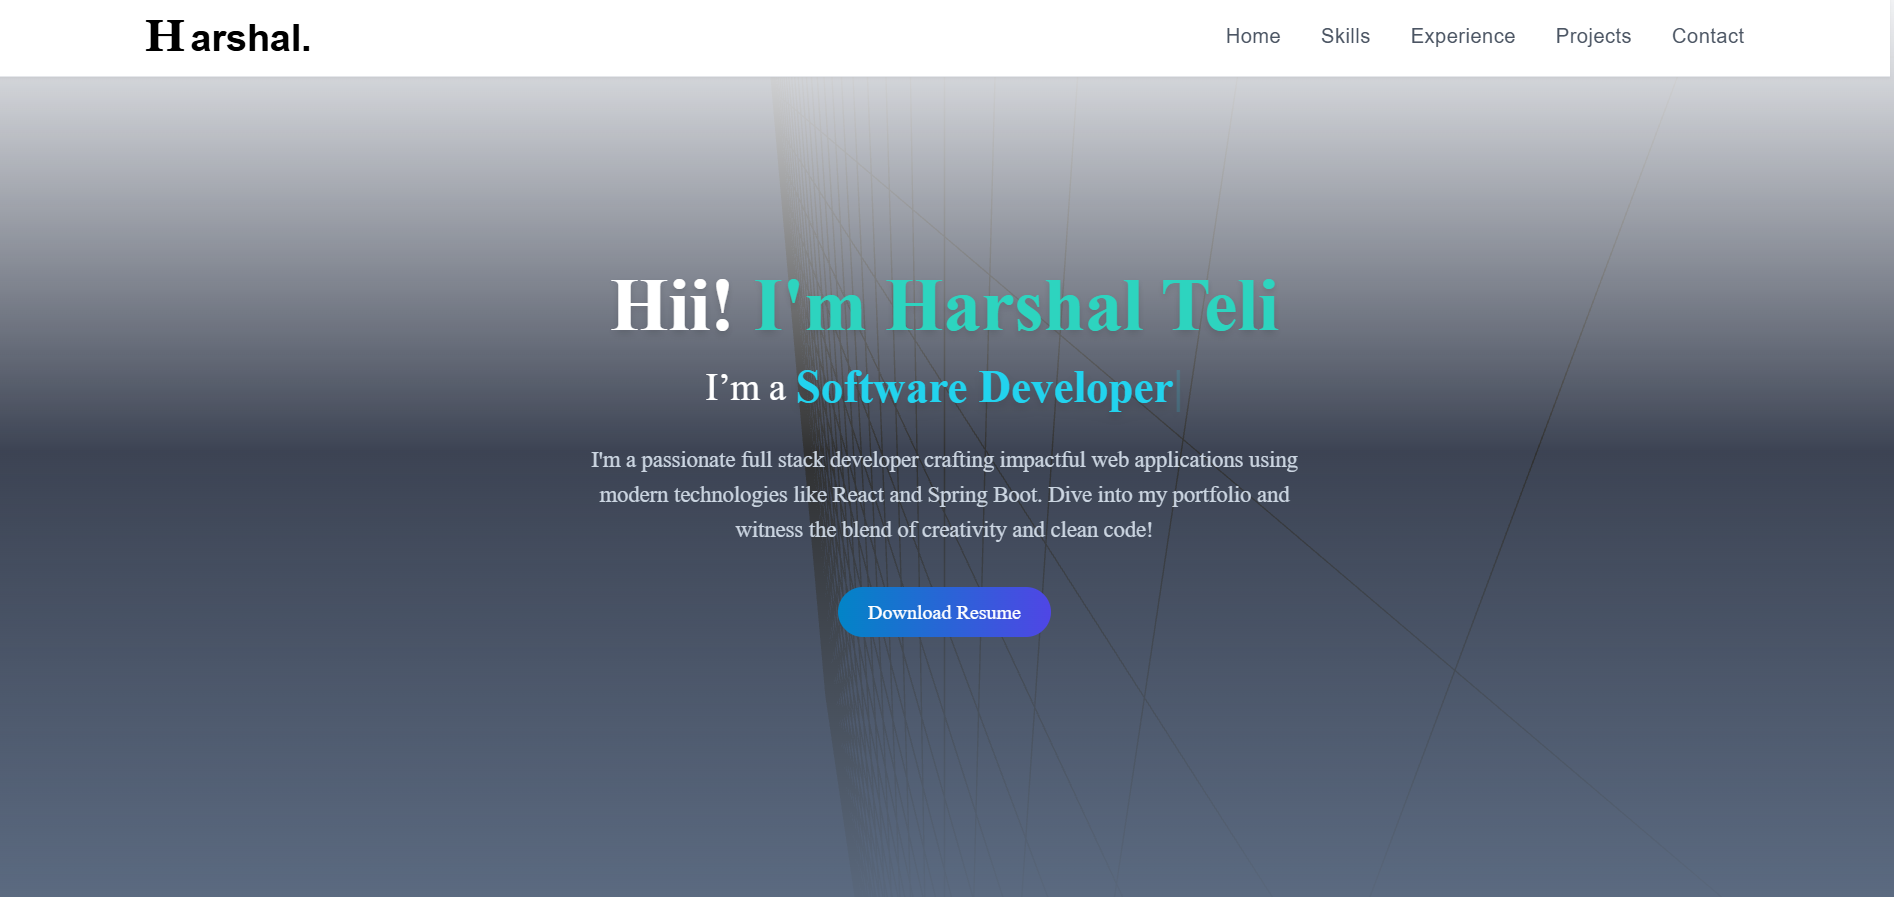 Harshal.
Home Skills Experience Projects Contact
Hii! I'm Harshal Teli
I’m a Software Developer|
I'm a passionate full stack developer crafting impactful web applications using
modern technologies like React and Spring Boot. Dive into my portfolio and
witness the blend of creativity and clean code!
Download Resume